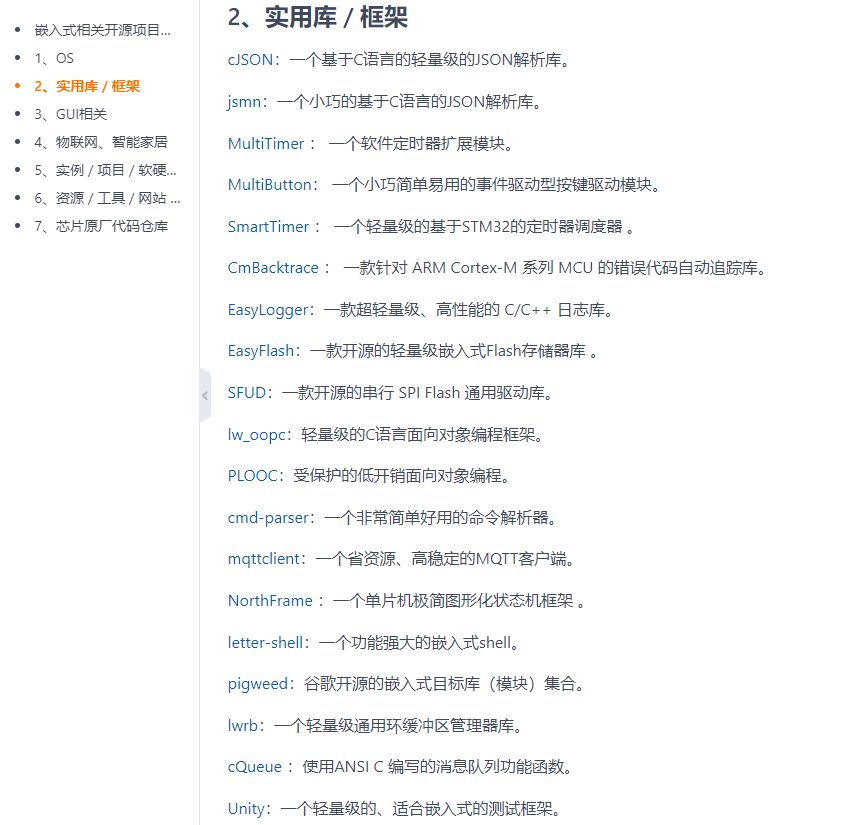 嵌入式相关开源项目...
1、OS
2、实用库 / 框架
3、GUI相关
4、物联网、智能家居
5、实例 / 项目 / 软硬...
6、资源 / 工具 / 网站 ...
7、芯片原厂代码仓库
2、实用库 / 框架
cJSON：一个基于C语言的轻量级的JSON解析库。
jsmn：一个小巧的基于C语言的JSON解析库。
MultiTimer ： 一个软件定时器扩展模块。
MultiButton： 一个小巧简单易用的事件驱动型按键驱动模块。
SmartTimer ： 一个轻量级的基于STM32的定时器调度器 。
CmBacktrace ： 一款针对 ARM Cortex-M 系列 MCU 的错误代码自动追踪库。
EasyLogger：一款超轻量级、高性能的 C/C++ 日志库。
EasyFlash：一款开源的轻量级嵌入式Flash存储器库 。
SFUD：一款开源的串行 SPI Flash 通用驱动库。
lw_oopc：轻量级的C语言面向对象编程框架。
PLOOC：受保护的低开销面向对象编程。
cmd-parser：一个非常简单好用的命令解析器。
mqttclient：一个省资源、高稳定的MQTT客户端。
NorthFrame ：一个单片机极简图形化状态机框架 。
letter-shell：一个功能强大的嵌入式shell。
pigweed：谷歌开源的嵌入式目标库（模块）集合。
lwrb：一个轻量级通用环缓冲区管理器库。
cQueue ：使用ANSI C 编写的消息队列功能函数。
Unity：一个轻量级的、适合嵌入式的测试框架。